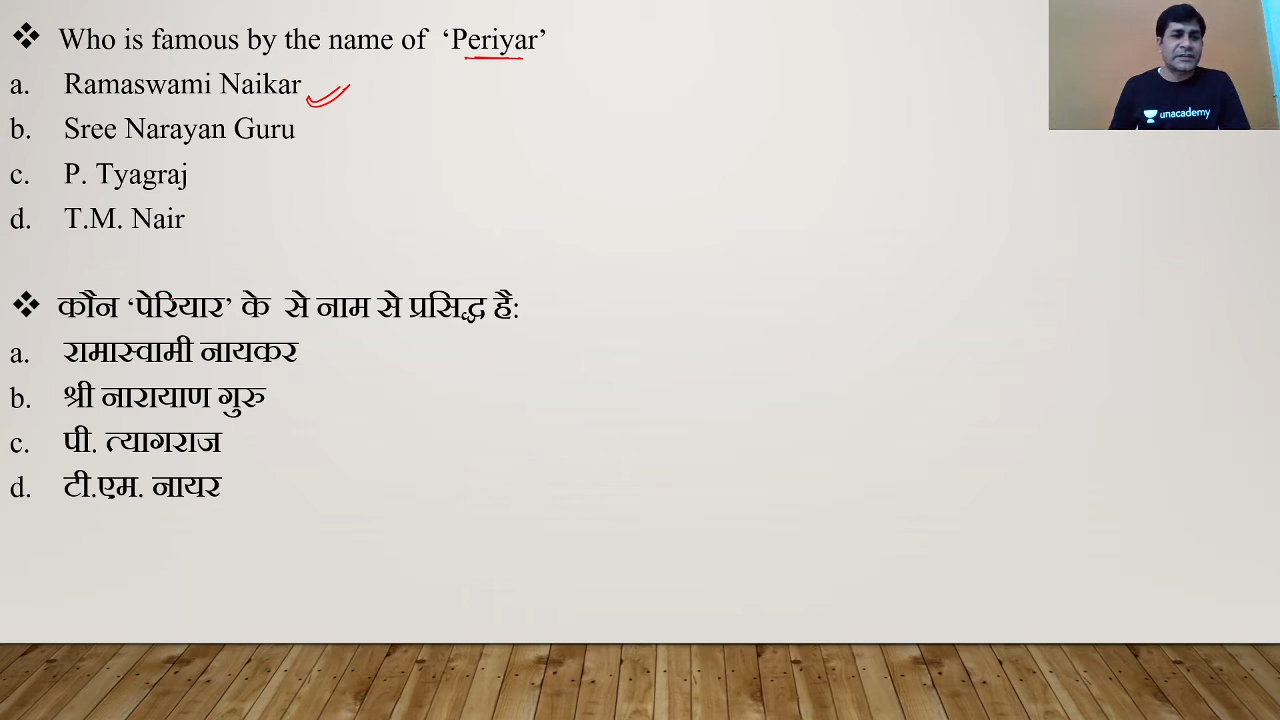 ❖ Who is famous by the name of ‘Periyar’
a. Ramaswami Naikar
b. Sree Narayan Guru
c. P. Tyagraj
d. T.M. Nair
❖ कौन ‘पेरियार’ के से नाम से प्रसिद्ध है:
a. रामास्वामी नायकर
b. श्री नारायाण गुरु
c. पी. त्यागराज
d. टी.एम. नायर
unacademy